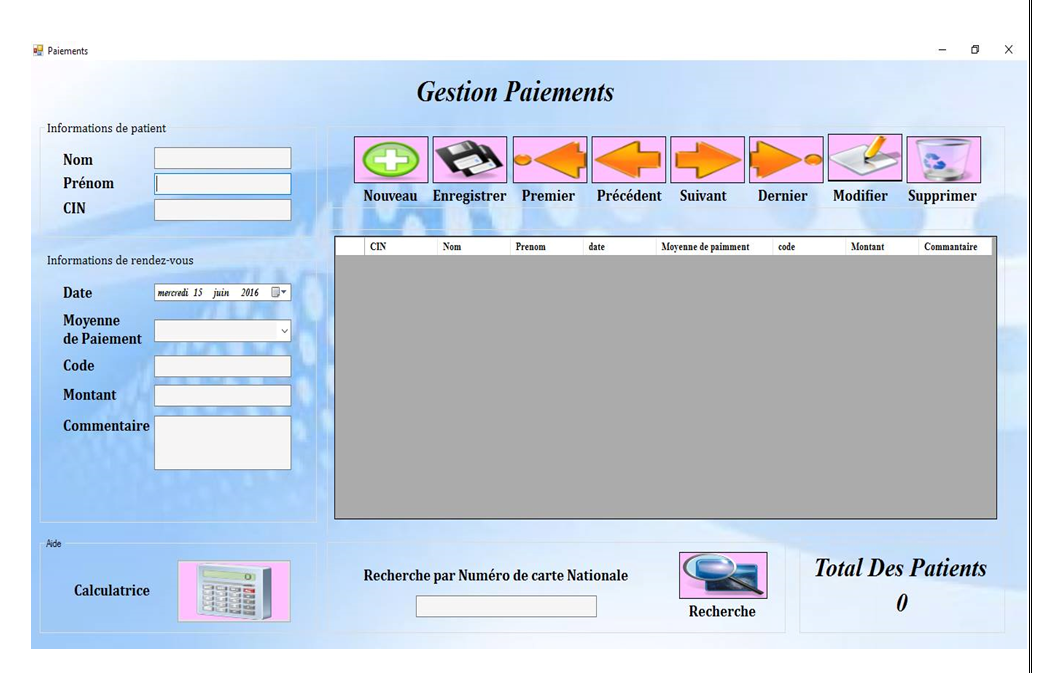 Paiements
Gestion Paiements
Informations de patient
Nom
Prénom
CIN
Nouveau Enregistrer Premier Précédent Suivant Dernier Modifier Supprimer
CIN Nom Prenom date Moyenne de paimment code Montant Commantaire
Informations de rendez-vous
Date mercredi 15 juin 2016
Moyenne
de Paiement
Code
Montant
Commentaire
Aide
Calculatrice
0
Recherche par Numéro de carte Nationale
Recherche
Total Des Patients
0